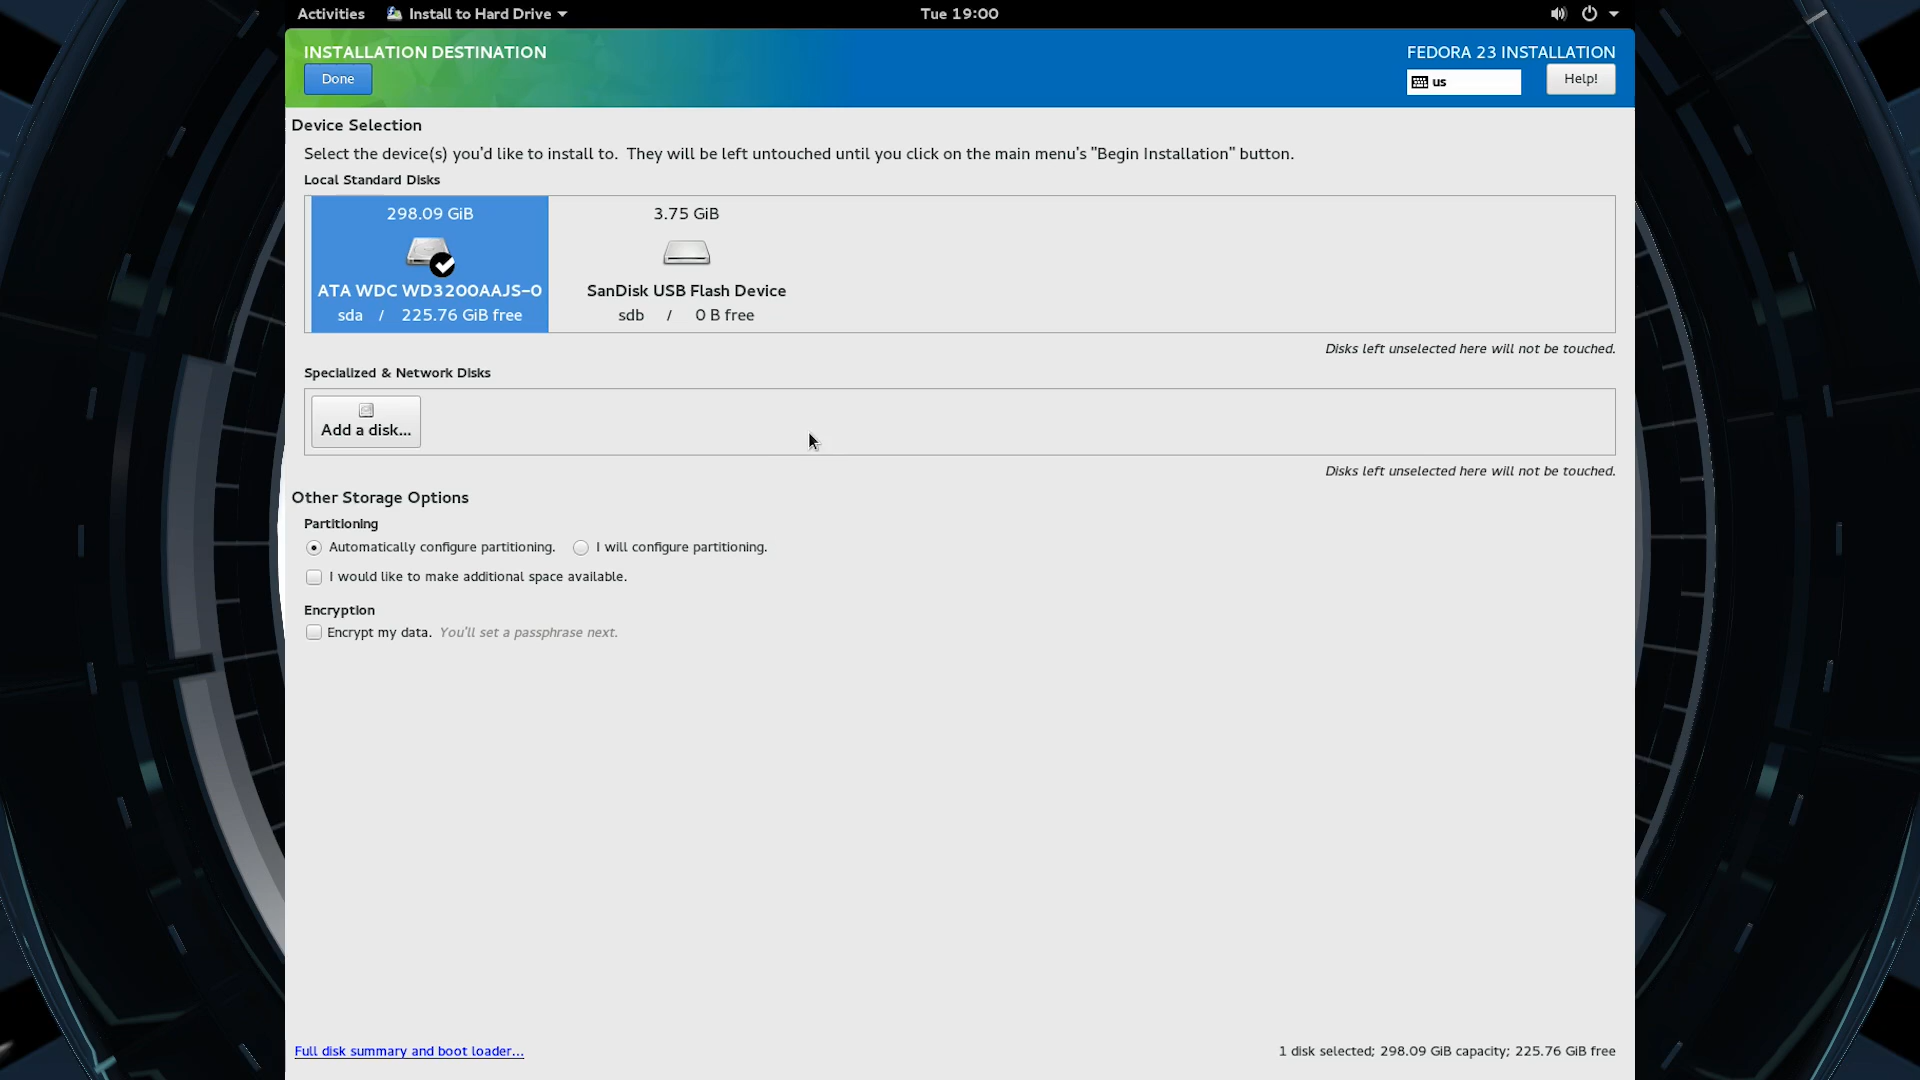 Activities Install to Hard Drive Tue 19:00
INSTALLATION DESTINATION FEDORA 23 INSTALLATION
Done us Help!
Device Selection
Select the device(s) you'd like to install to. They will be left untouched until you click on the main menu's "Begin Installation" button.
Local Standard Disks
298.09 GiB 3.75 GiB
ATA WDC WD3200AAJS-0 SanDisk USB Flash Device
sda / 225.76 GiB free sdb / 0 B free
Disks left unselected here will not be touched.
Specialized & Network Disks
Add a disk...
Disks left unselected here will not be touched.
Other Storage Options
Partitioning
Automatically configure partitioning. I will configure partitioning.
I would like to make additional space available.
Encryption
Encrypt my data. You'll set a passphrase next.
Full disk summary and boot loader... 1 disk selected; 298.09 GiB capacity; 225.76 GiB free